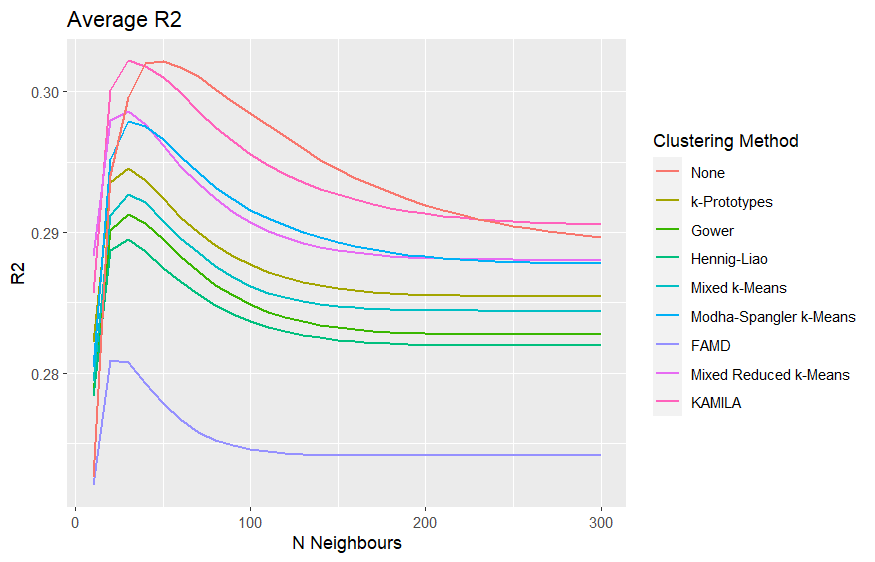 Average R2
0.30
0.29
0.28
R2
0
100
200
300
N Neighbours
Clustering Method
None
k-Prototypes
Gower
Hennig-Liao
Mixed k-Means
Modha-Spangler k-Means
FAMD
Mixed Reduced k-Means
KAMILA